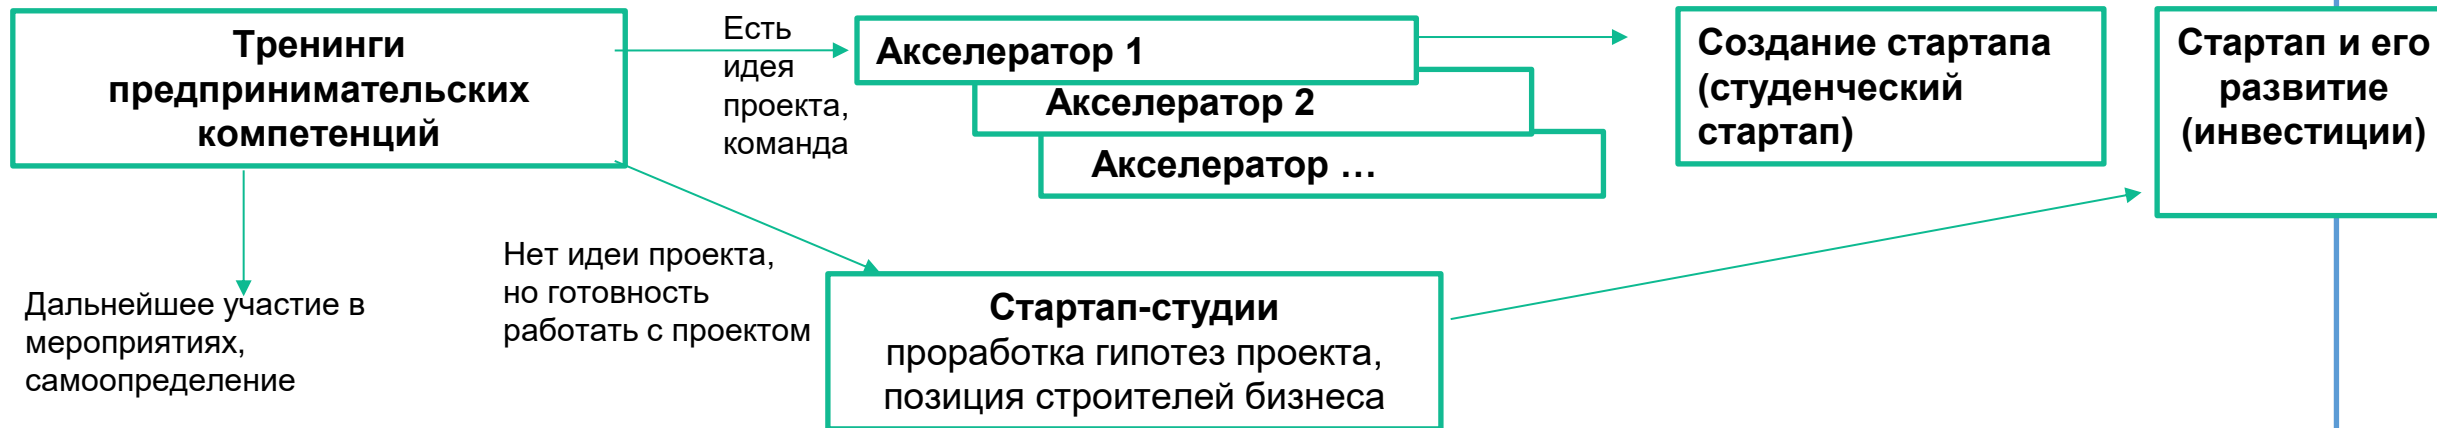 Тренинги
предпринимательских
компетенций
Есть
идея
проекта,
команда
Акселератор 1
Акселератор 2
Акселератор …
Создание стартапа
(студенческий
стартап)
Стартап и его
развитие
(инвестиции)
Дальнейшее участие в
мероприятиях,
самоопределение
Нет идеи проекта,
но готовность
работать с проектом
Стартап-студии
проработка гипотез проекта,
позиция строителей бизнеса